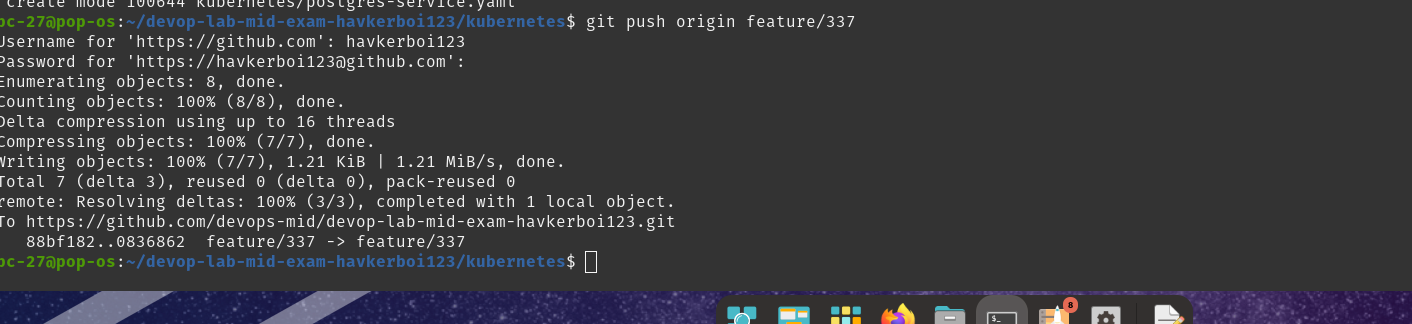 create mode 100644 kubernetes/postgres-service.yaml
pc-27@pop-os:~/devop-lab-mid-exam-havkerboi123/kubernetes$ git push origin feature/337
Username for 'https://github.com': havkerboi123
Password for 'https://havkerboi123@github.com':
Enumerating objects: 8, done.
Counting objects: 100% (8/8), done.
Delta compression using up to 16 threads
Compressing objects: 100% (7/7), done.
Writing objects: 100% (7/7), 1.21 KiB | 1.21 MiB/s, done.
Total 7 (delta 3), reused 0 (delta 0), pack-reused 0
remote: Resolving deltas: 100% (3/3), completed with 1 local object.
To https://github.com/devops-mid/devop-lab-mid-exam-havkerboi123.git
88bf182..0836862  feature/337 -> feature/337
pc-27@pop-os:~/devop-lab-mid-exam-havkerboi123/kubernetes$
8
$_